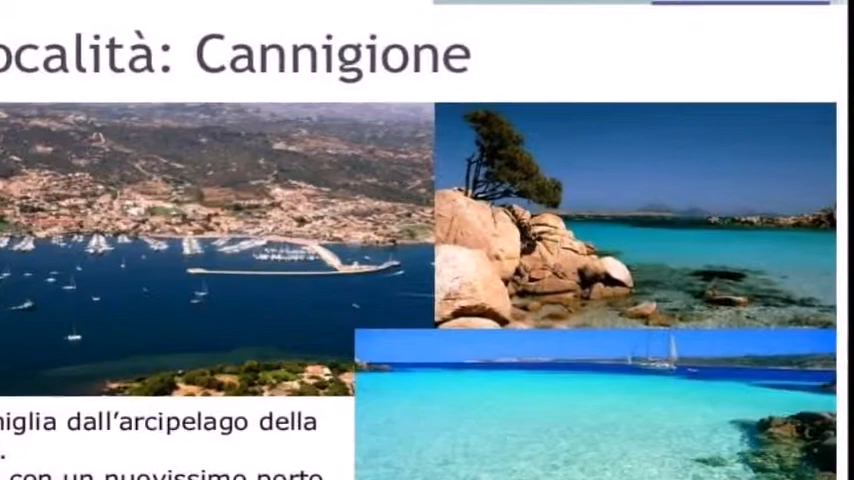 ocalità: Cannigione
niglia dall'arcipelago della
.
con un nuovissimo porto